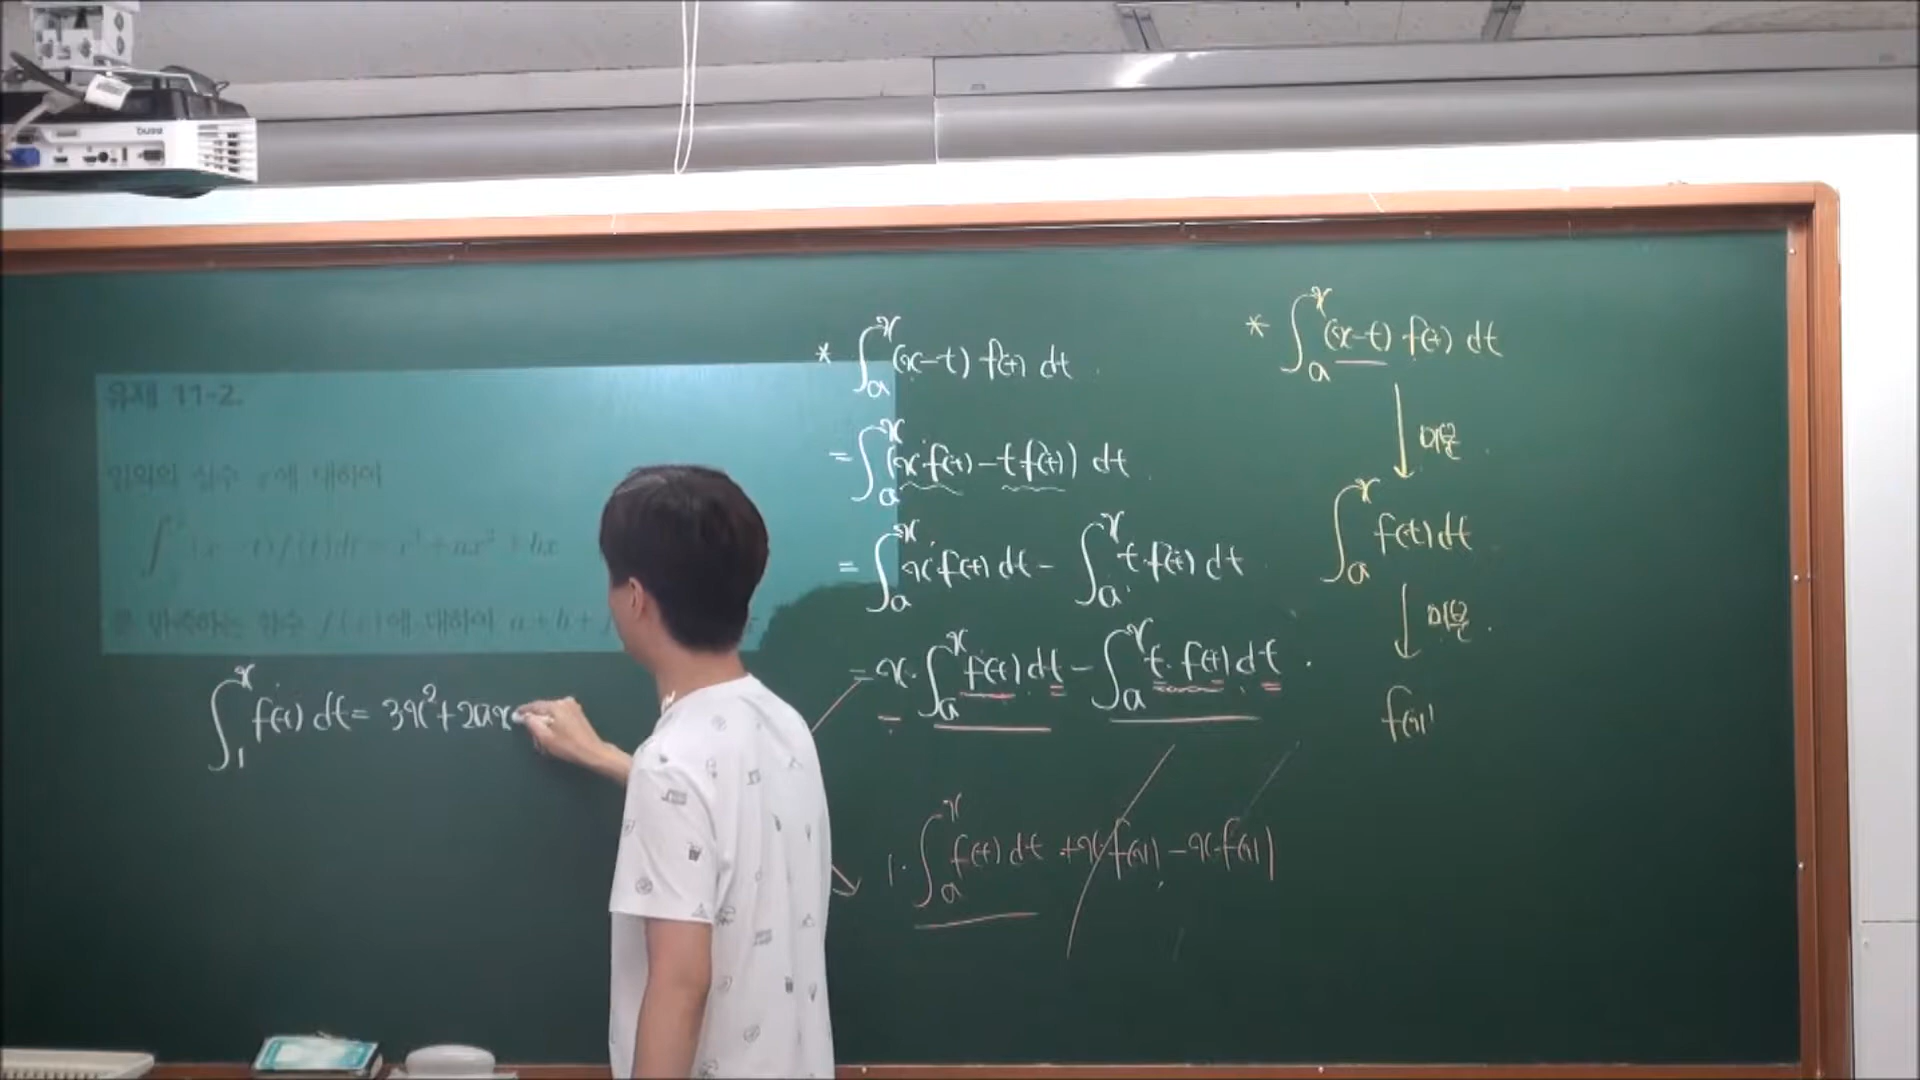 유제 11-2.
임의의 실수 x에 대하여
∫(x-t)f(t)dt = x³+ax²+bx
를 만족하는 함수 f(x)에 대하여 a+b+f
∫₁ˣ f(t) dt = 3x²+2ax
* ∫ₐˣ (x-t) f(t) dt
= ∫ₐˣ (x·f(t) - t·f(t)) dt
= ∫ₐˣ x·f(t) dt - ∫ₐˣ t·f(t) dt
= x·∫ₐˣ f(t) dt - ∫ₐˣ t·f(t) dt
1·∫ₐˣ f(t) dt + x·f(x) - x·f(x)
* ∫ₐˣ (x-t) f(t) dt
미분
∫ₐˣ f(t) dt
미분
f(x)
BenQ